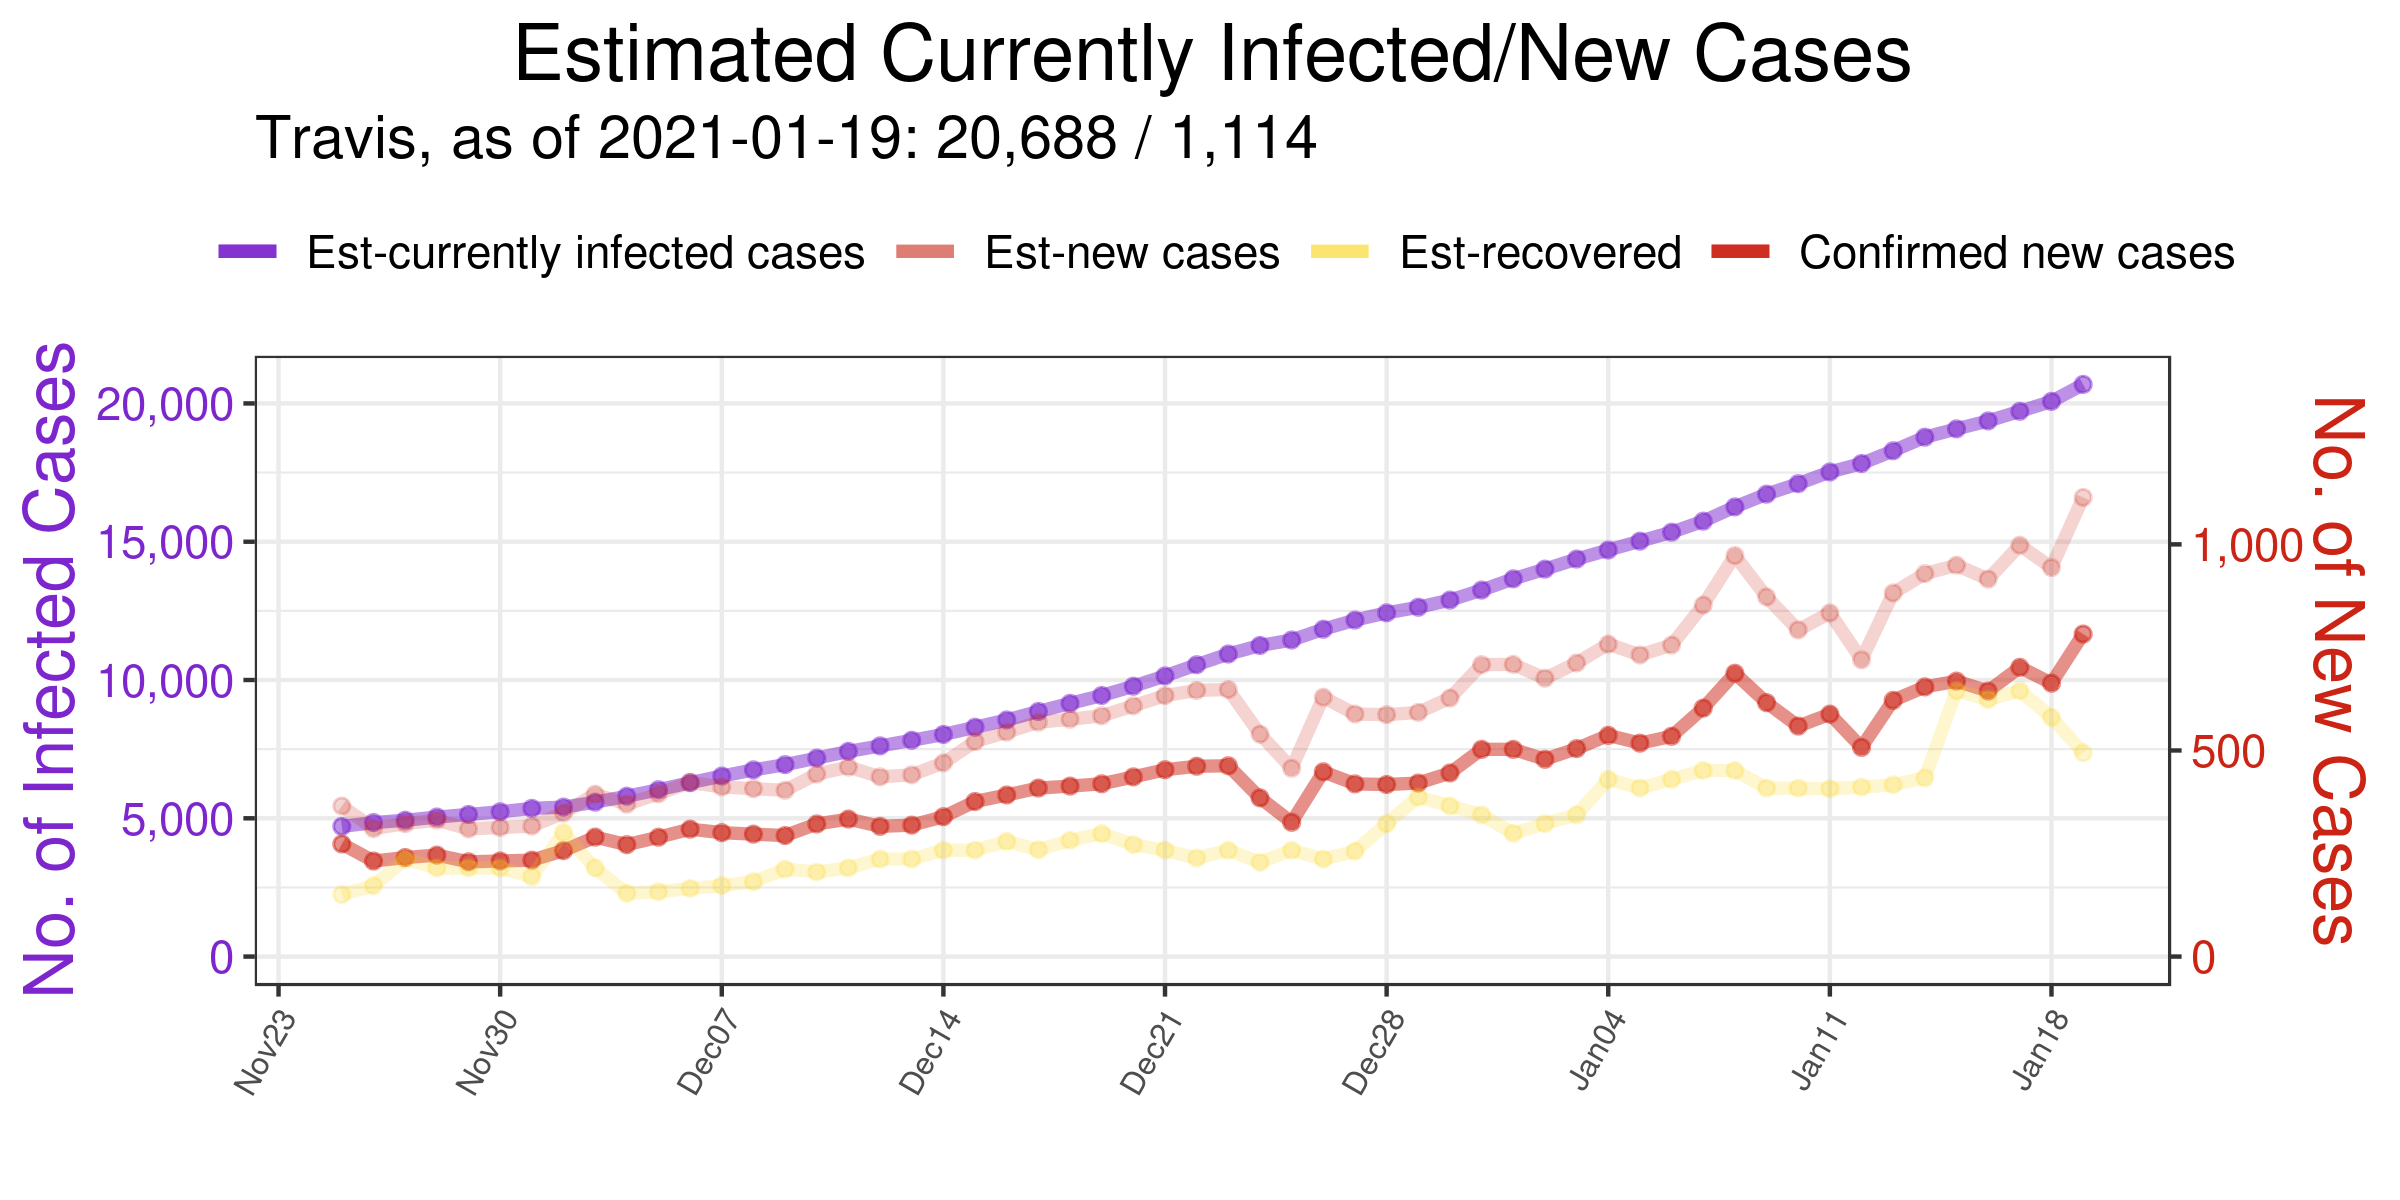 Estimated Currently Infected/New Cases
Travis, as of 2021-01-19: 20,688 / 1,114
Est-currently infected cases
Est-new cases
Est-recovered
Confirmed new cases
No. of Infected Cases
20,000
15,000
10,000
5,000
0
No. of New Cases
1,000
500
0
Nov23
Nov30
Dec07
Dec14
Dec21
Dec28
Jan04
Jan11
Jan18